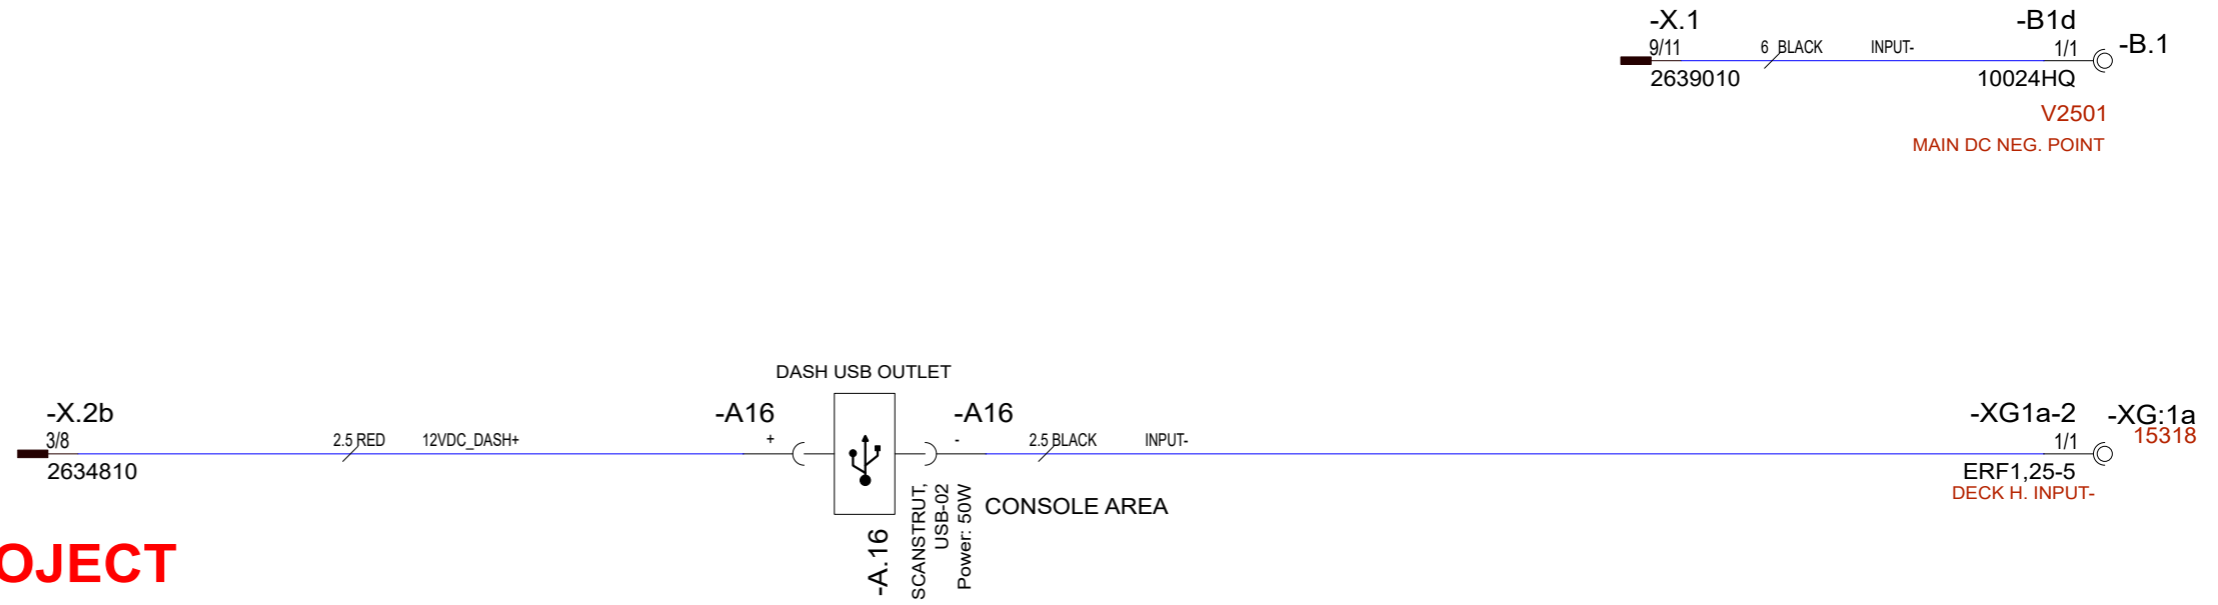 -X.1
9/11
6 BLACK
INPUT-
-B1d
1/1
-B.1
2639010
10024HQ
V2501
MAIN DC NEG. POINT
DASH USB OUTLET
-X.2b
3/8
2.5 RED
12VDC_DASH+
-A16
+
-A16
-
2.5 BLACK
INPUT-
-XG1a-2
1/1
-XG:1a
15318
2634810
ERF1,25-5
DECK H. INPUT-
CONSOLE AREA
-A.16
SCANSTRUT,
USB-02
Power: 50W
OJECT